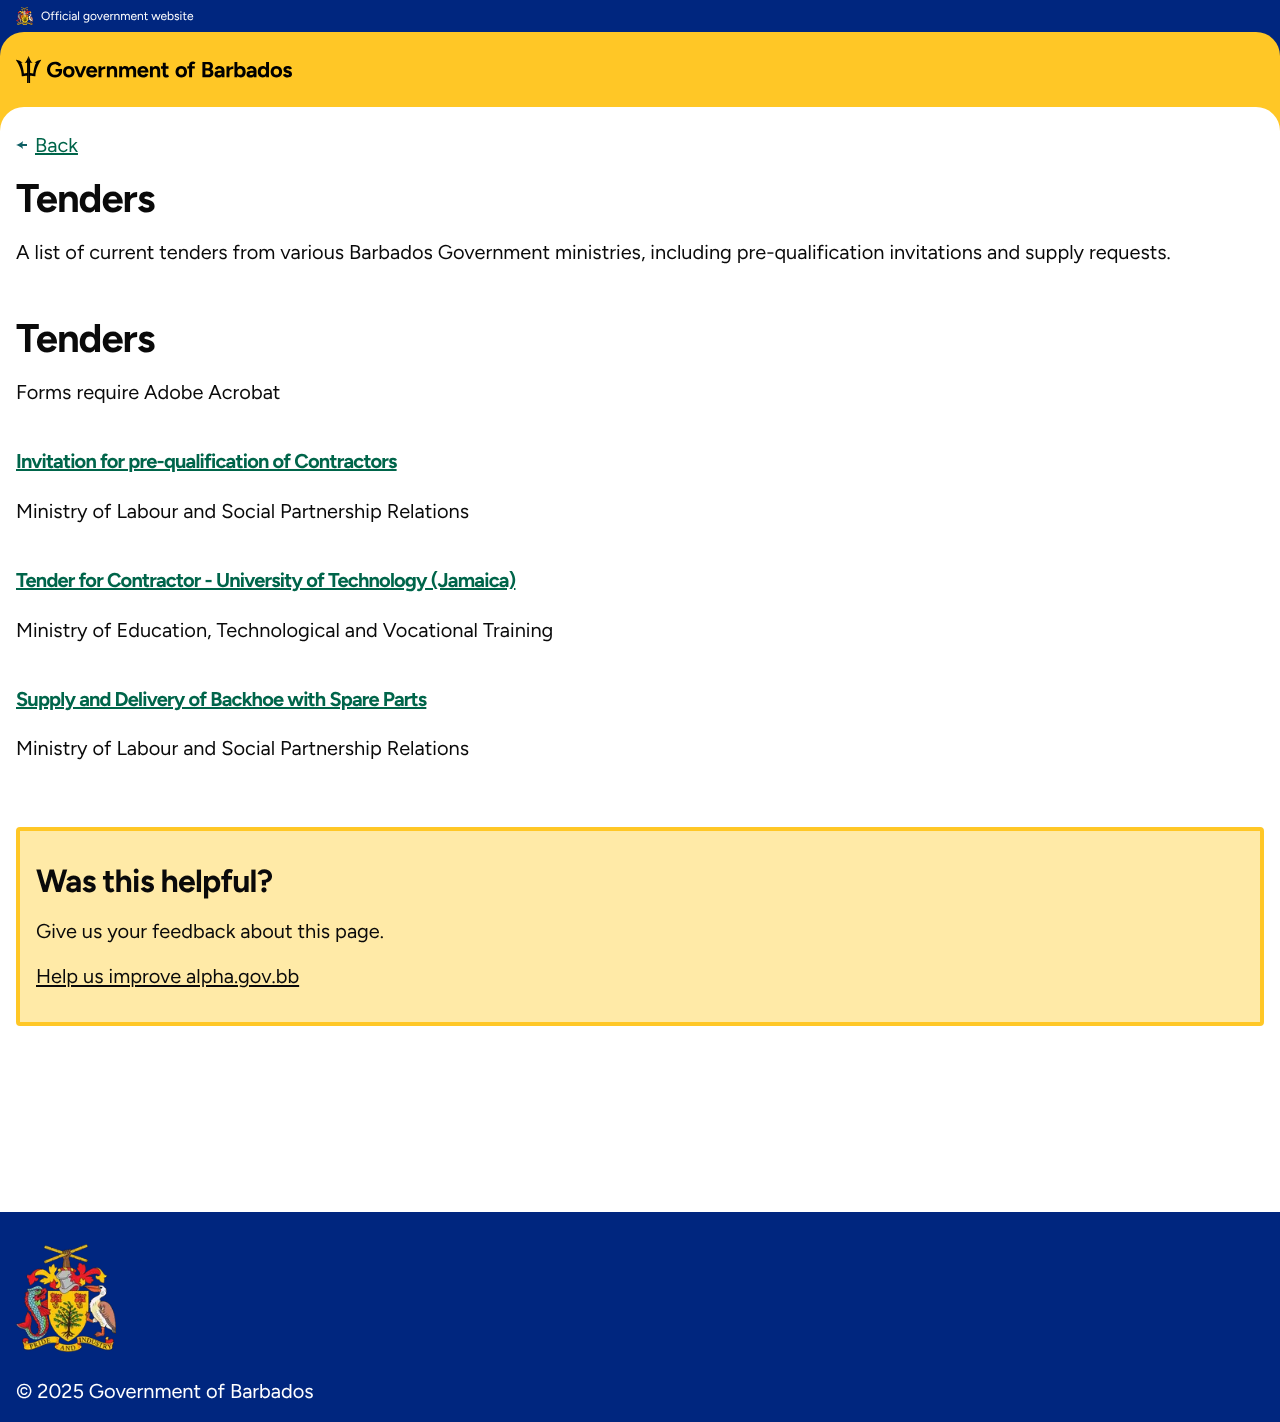 Official government website
Government of Barbados
Back
Tenders
A list of current tenders from various Barbados Government ministries, including pre-qualification invitations and supply requests.
Tenders
Forms require Adobe Acrobat
Invitation for pre-qualification of Contractors
Ministry of Labour and Social Partnership Relations
Tender for Contractor - University of Technology (Jamaica)
Ministry of Education, Technological and Vocational Training
Supply and Delivery of Backhoe with Spare Parts
Ministry of Labour and Social Partnership Relations
Was this helpful?
Give us your feedback about this page.
Help us improve alpha.gov.bb
PRIDE AND INDUSTRY
© 2025 Government of Barbados